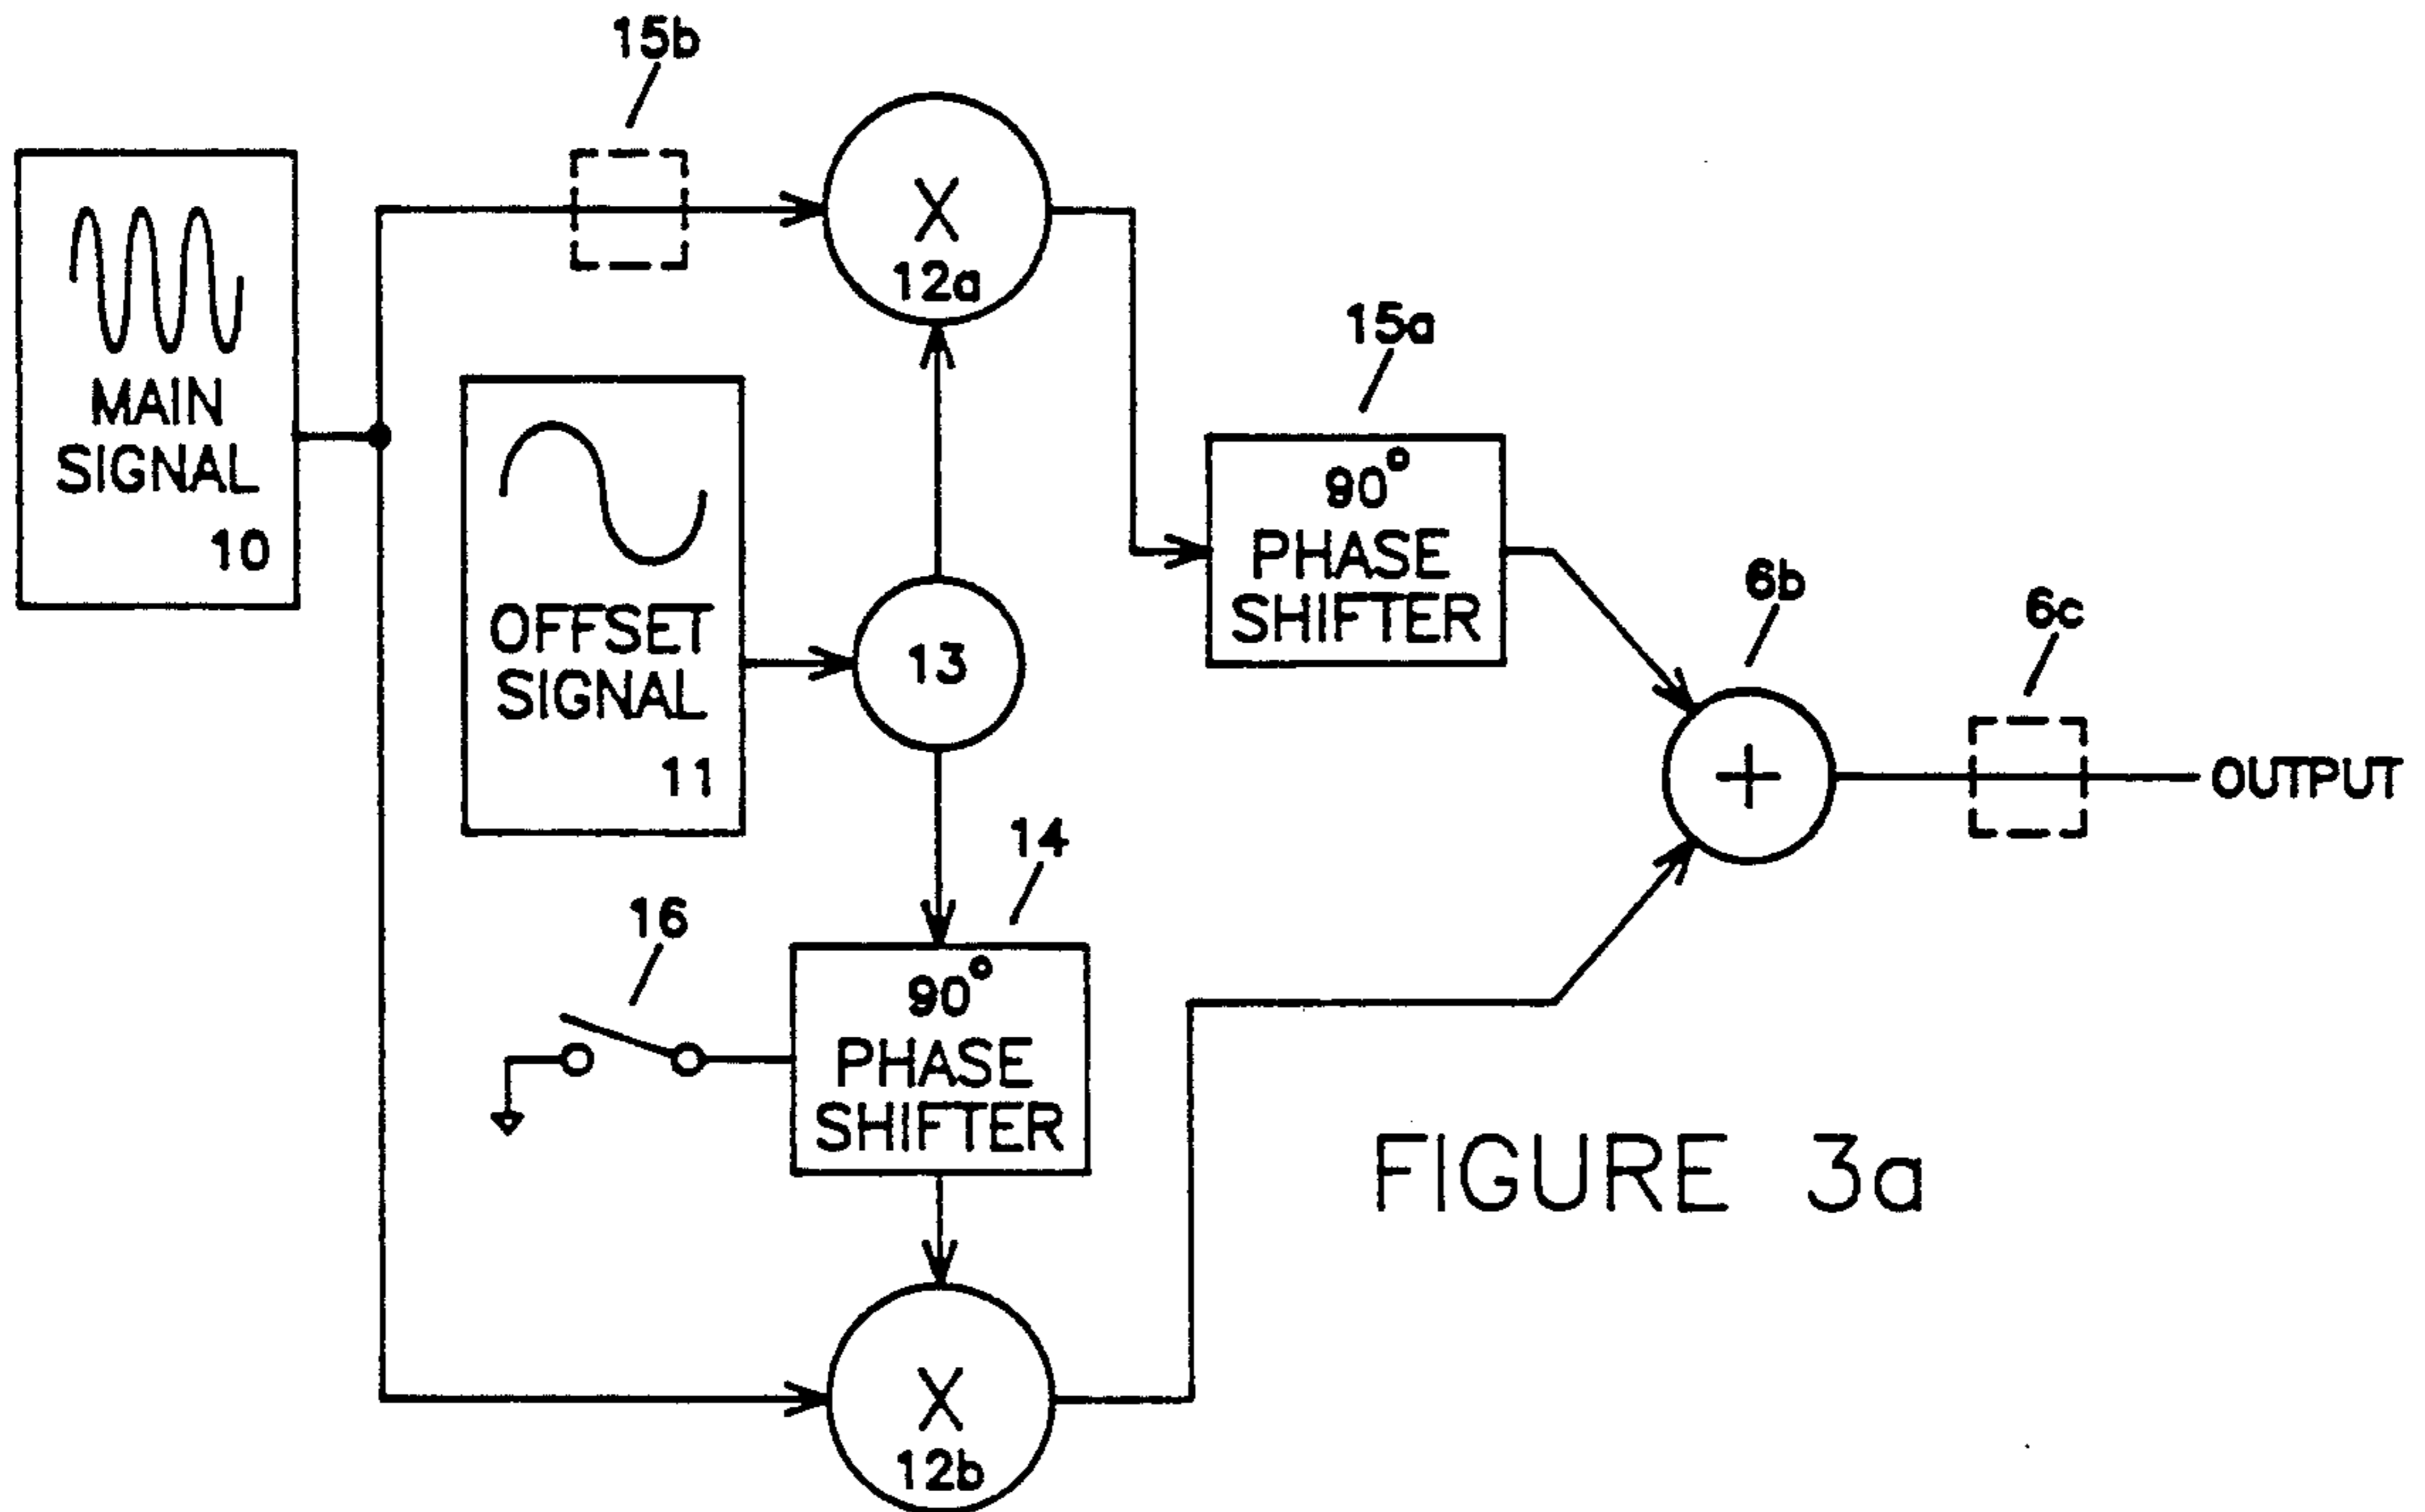 15b
X
12a
MAIN
SIGNAL
10
15a
90°
PHASE
SHIFTER
OFFSET
SIGNAL
11
13
6b
6c
+
OUTPUT
14
16
90°
PHASE
SHIFTER
FIGURE 3a
X
12b